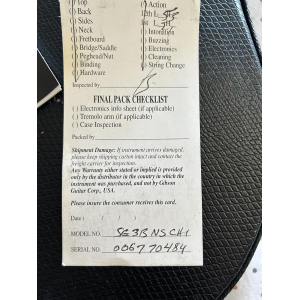 ( ) Top
( ) Back
( ) Sides
( ) Neck
( ) Fretboard
( ) Bridge/Saddle
( ) Peghead/Nut
( ) Binding
( ) Hardware
( ) Action
12th L
1st L
( ) Intonation
( ) Buzzing
( ) Electronics
( ) Cleaning
( ) String Change
Inspected by
FINAL PACK CHECKLIST
( ) Electronics info sheet (if applicable)
( ) Tremolo arm (if applicable)
( ) Case Inspection
Packed by
Shipment Damage: If instrument arrives damaged,
please keep shipping carton intact and contact the
freight carrier for inspection.
Any Warranty either stated or implied is provided
only by the distributor in the country in which the
instrument was purchased, and not by Gibson
Guitar Corp., USA.
Please insure the consumer receives this card.
Date ( / / )
MODEL NO. SG3B NS CH1
SERIAL NO. 006770484